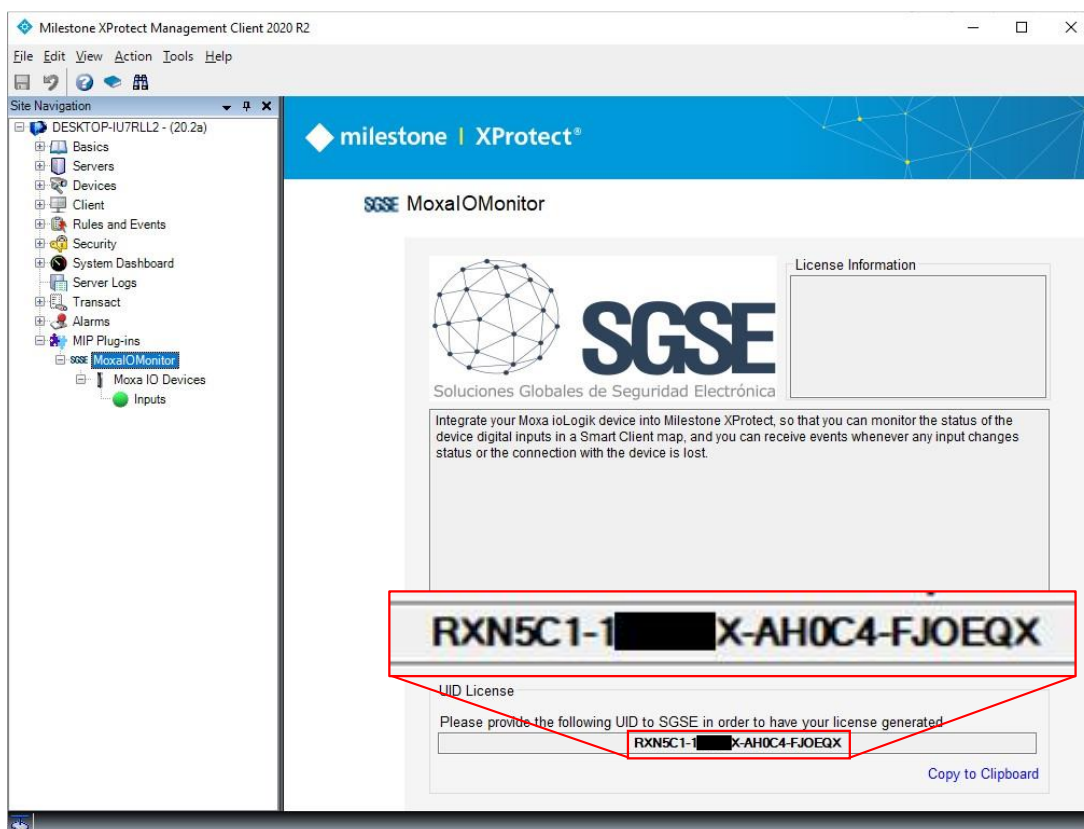 Milestone XProtect Management Client 2020 R2
File Edit View Action Tools Help
Site Navigation
DESKTOP-IU7RLL2 - (20.2a)
Basics
Servers
Devices
Client
Rules and Events
Security
System Dashboard
Server Logs
Transact
Alarms
MIP Plug-ins
SGSE MoxaIOMonitor
Moxa IO Devices
Inputs
milestone XProtect®
SGSE MoxaIOMonitor
SGSE
Soluciones Globales de Seguridad Electrónica
License Information
Integrate your Moxa ioLogik device into Milestone XProtect, so that you can monitor the status of the
device digital inputs in a Smart Client map, and you can receive events whenever any input changes
status or the connection with the device is lost.
RXN5C1-1 X-AH0C4-FJOEQX
UID License
Please provide the following UID to SGSE in order to have your license generated
RXN5C1-1 X-AH0C4-FJOEQX
Copy to Clipboard